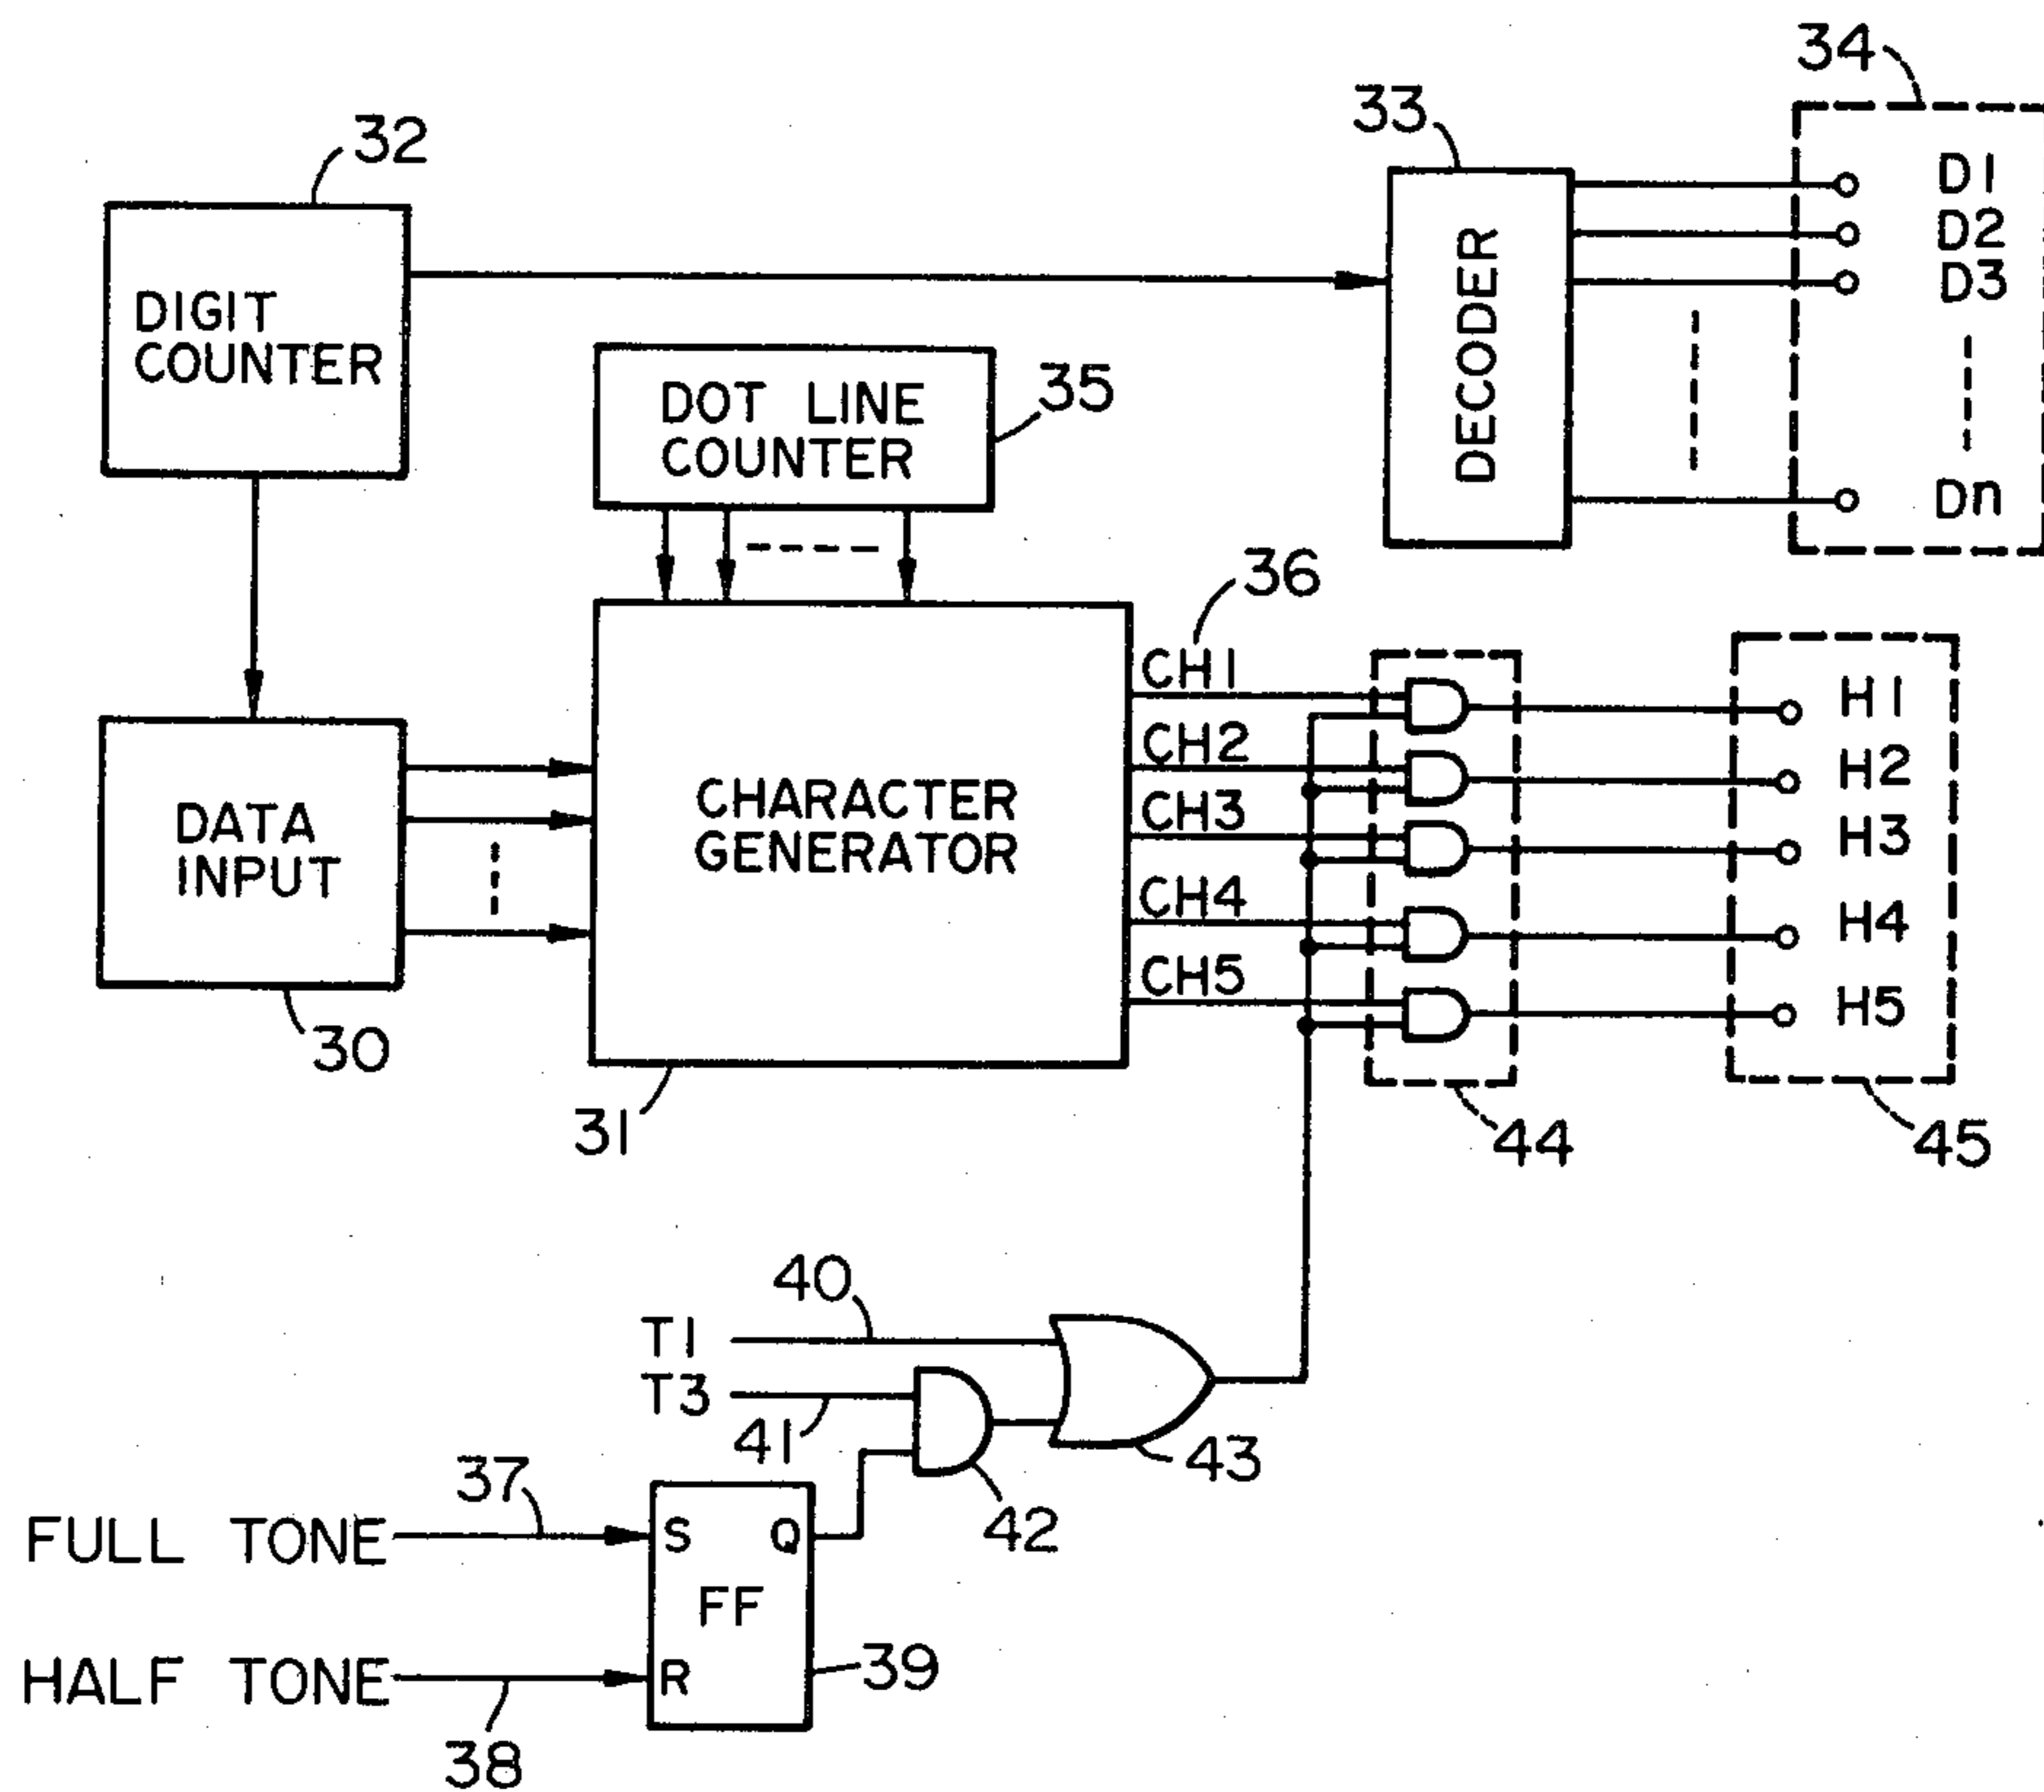 34
33
32
D1
D2
D3
Dn
DECODER
DIGIT
COUNTER
35
DOT LINE
COUNTER
36
CH1
CH2
CH3
CH4
CH5
H1
H2
H3
H4
H5
CHARACTER
GENERATOR
DATA
INPUT
30
31
44
45
40
T1
T3
41
43
42
37
FULL TONE
S Q
FF
39
HALF TONE
R
38